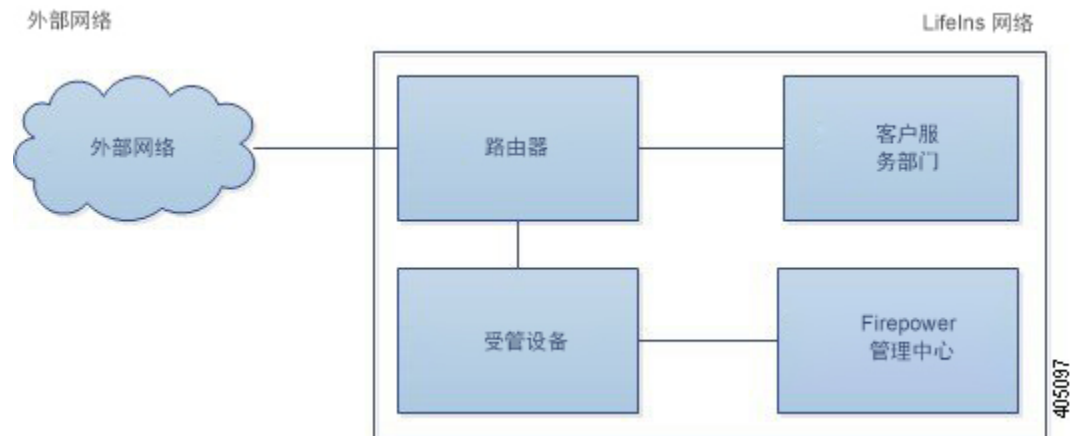 外部网络
LifeIns 网络
外部网络
路由器
客户服
务部门
受管设备
Firepower
管理中心
405097